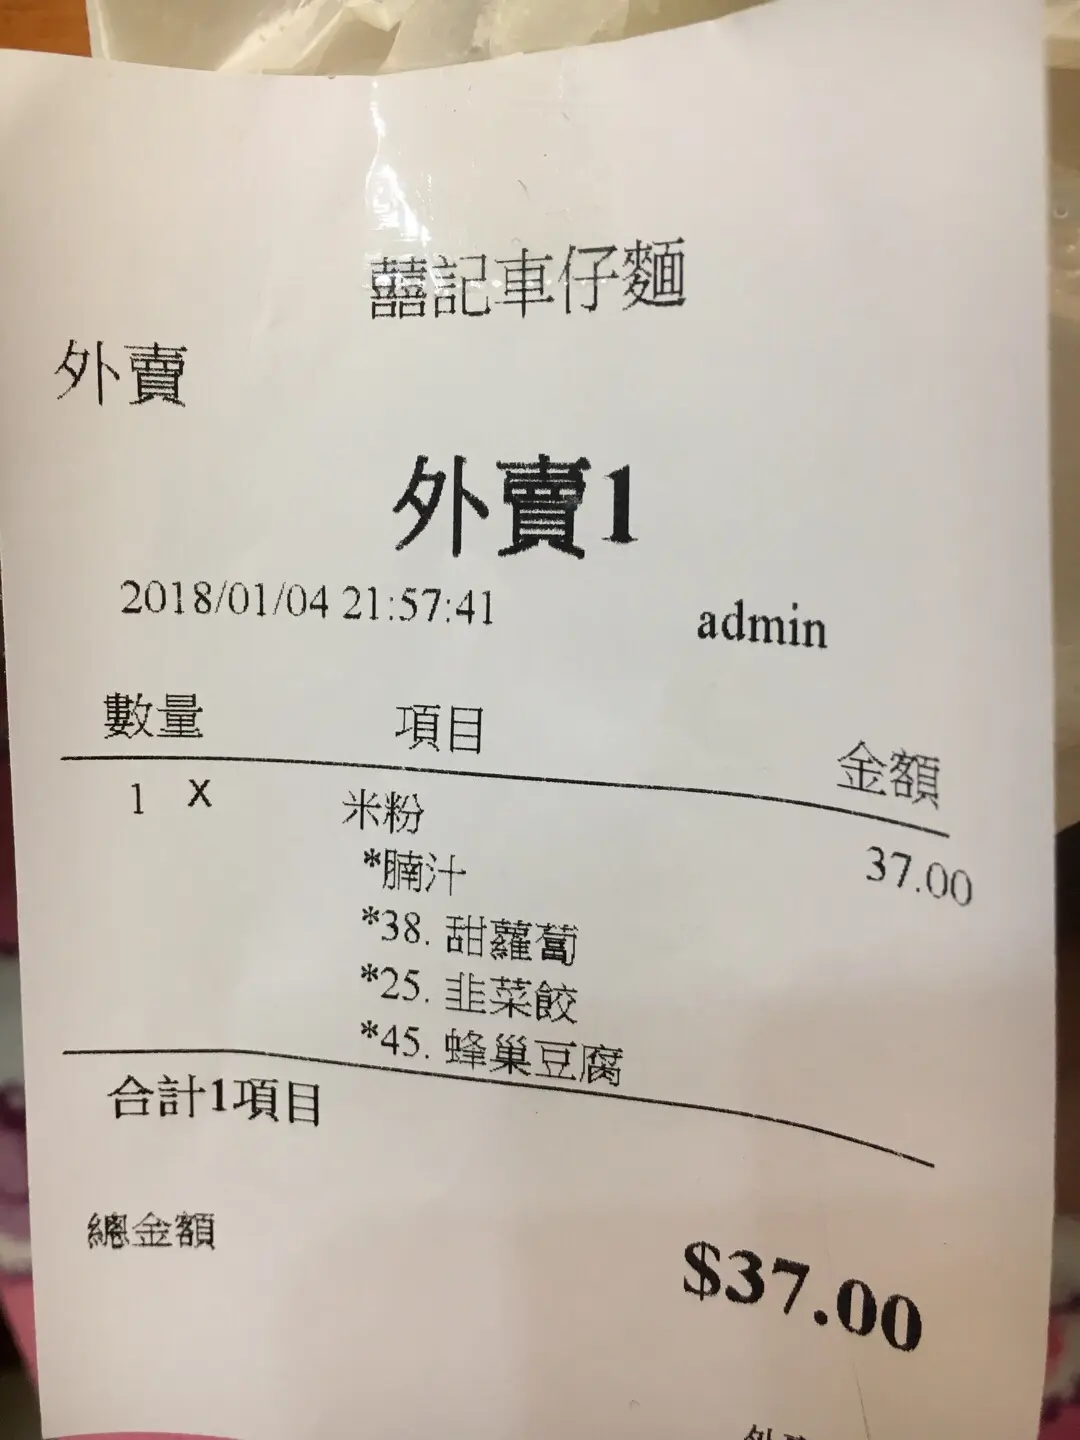 囍記車仔麵
外賣
外賣1
2018/01/04 21:57:41 admin
數量 項目 金額
1 X 米粉 37.00
*腩汁
*38. 甜蘿蔔
*25. 韭菜餃
*45. 蜂巢豆腐
合計1項目
總金額
$37.00